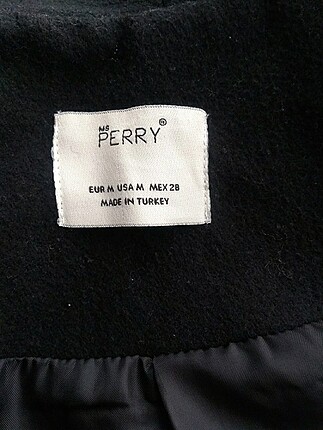 MS
PERRY®
EUR M USA M MEX 28
MADE IN TURKEY